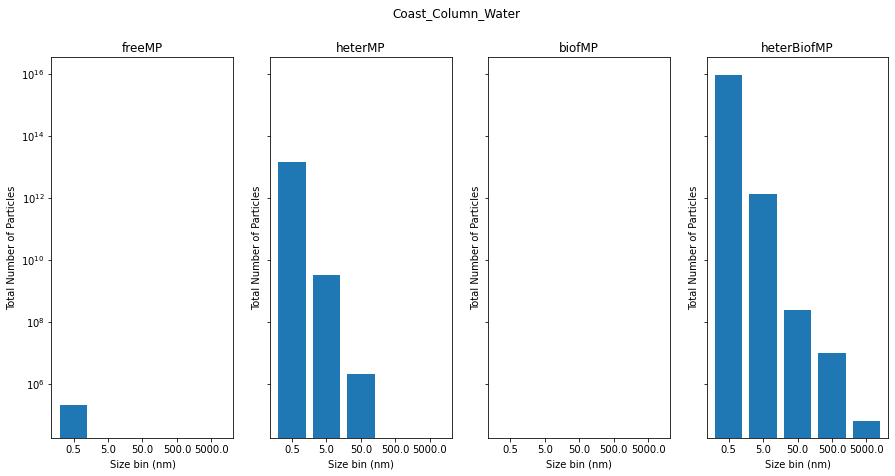 Coast_Column_Water
freeMP
heterMP
biofMP
heterBiofMP
Total Number of Particles
10^16
10^14
10^12
10^10
10^8
10^6
0.5 5.0 50.0 500.0 5000.0
Size bin (nm)
Total Number of Particles
0.5 5.0 50.0 500.0 5000.0
Size bin (nm)
Total Number of Particles
0.5 5.0 50.0 500.0 5000.0
Size bin (nm)
Total Number of Particles
0.5 5.0 50.0 500.0 5000.0
Size bin (nm)